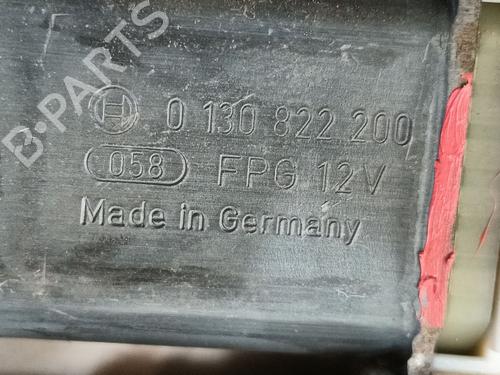 0 130 822 200
058 FPG 12V
Made in Germany
B-PARTS